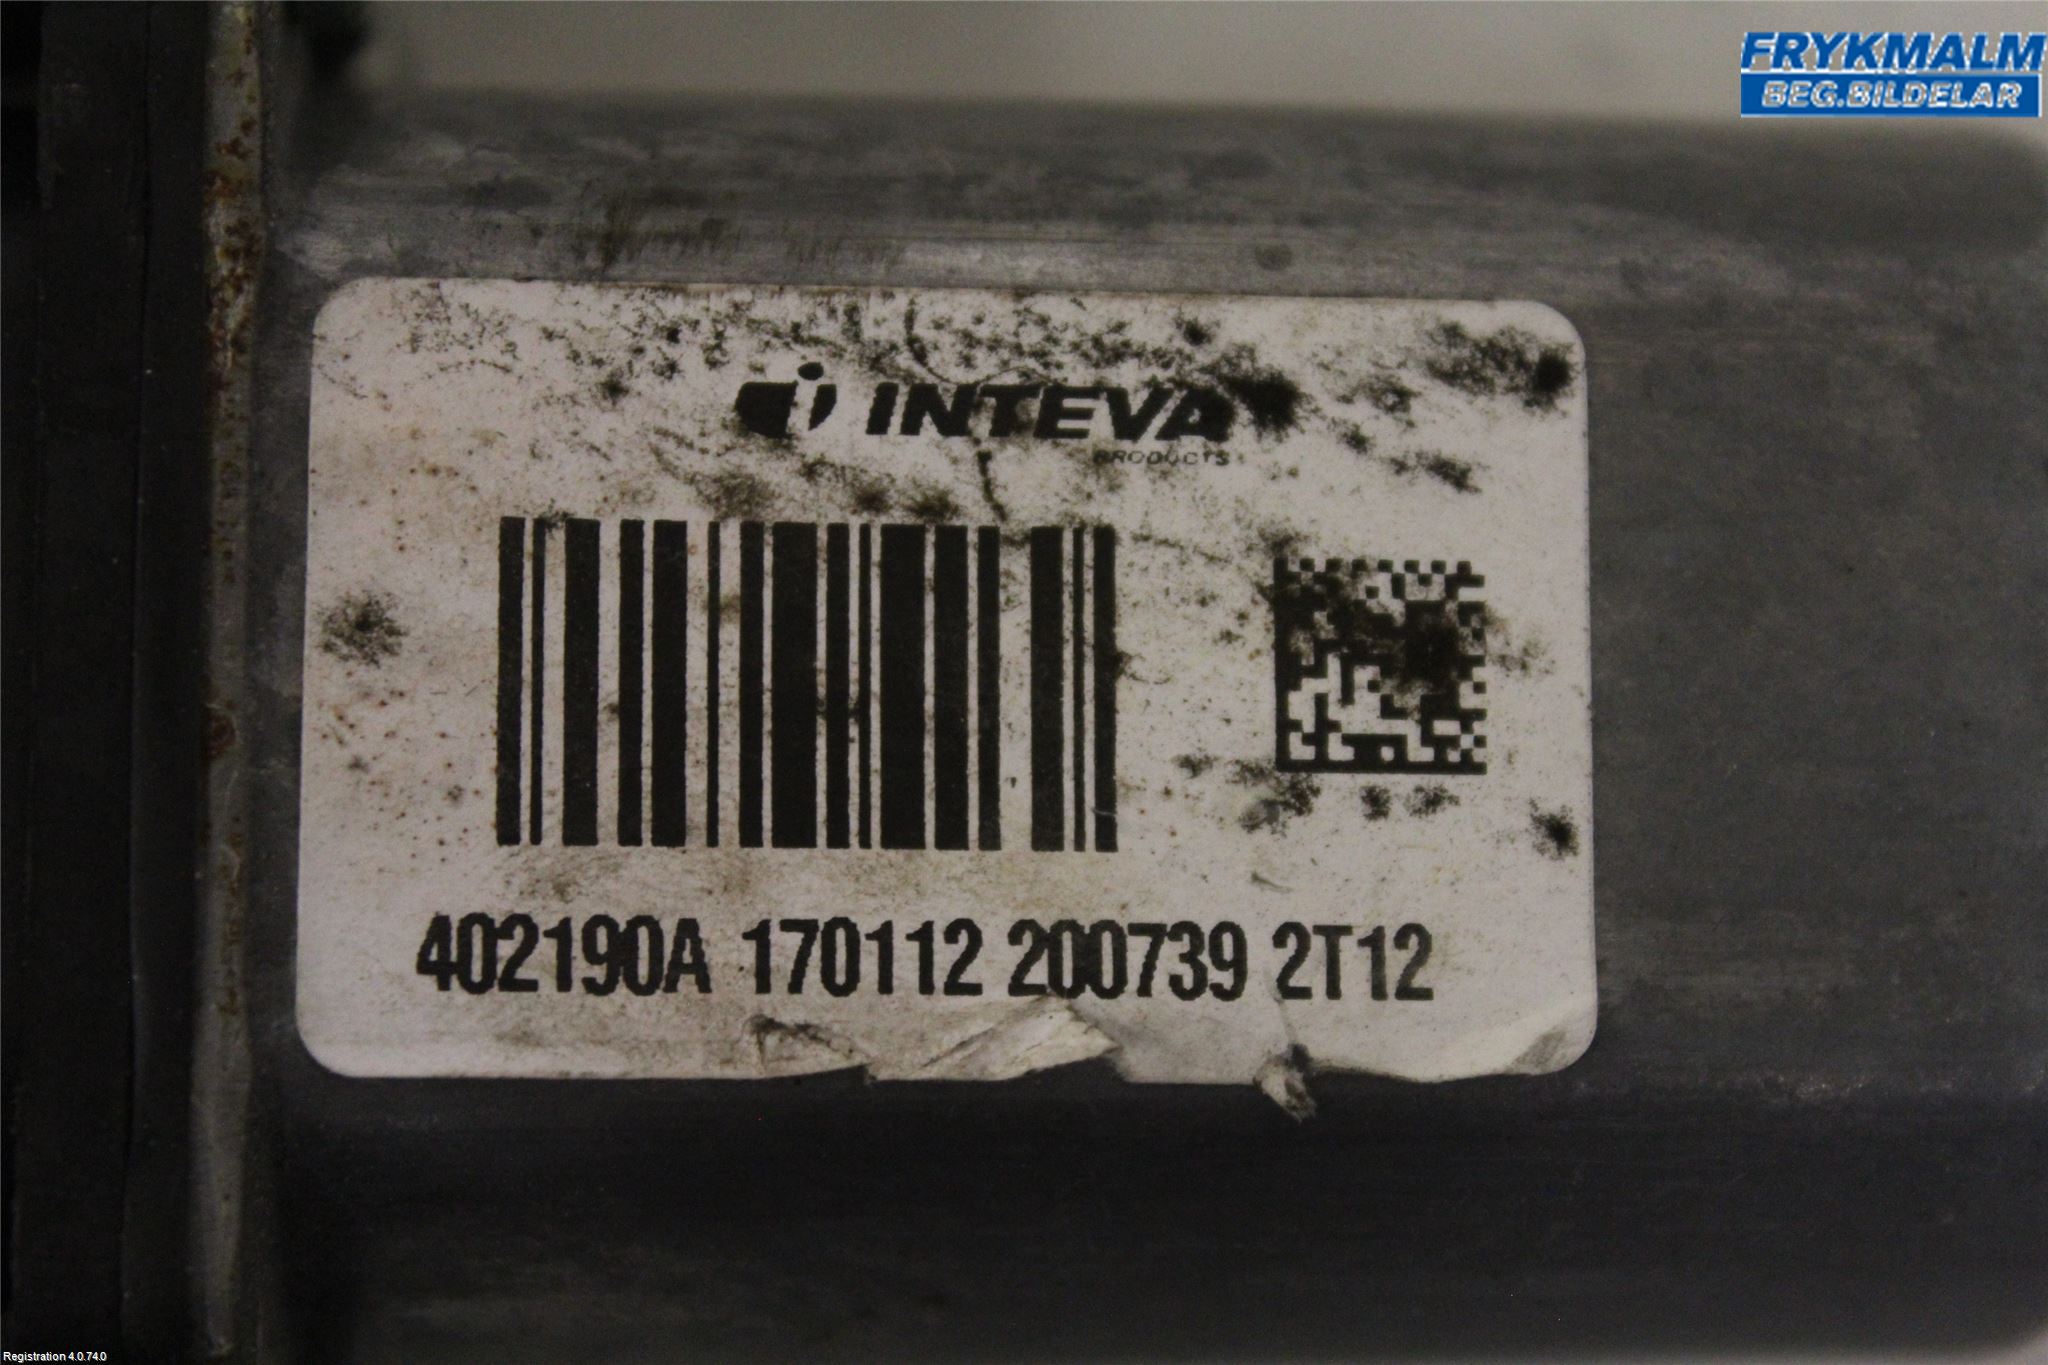 FRYKMALM
BEG.BILDELAR
INTEVA
PRODUCTS
402190A 170112 200739 2T12
Registration 4.0.74.0